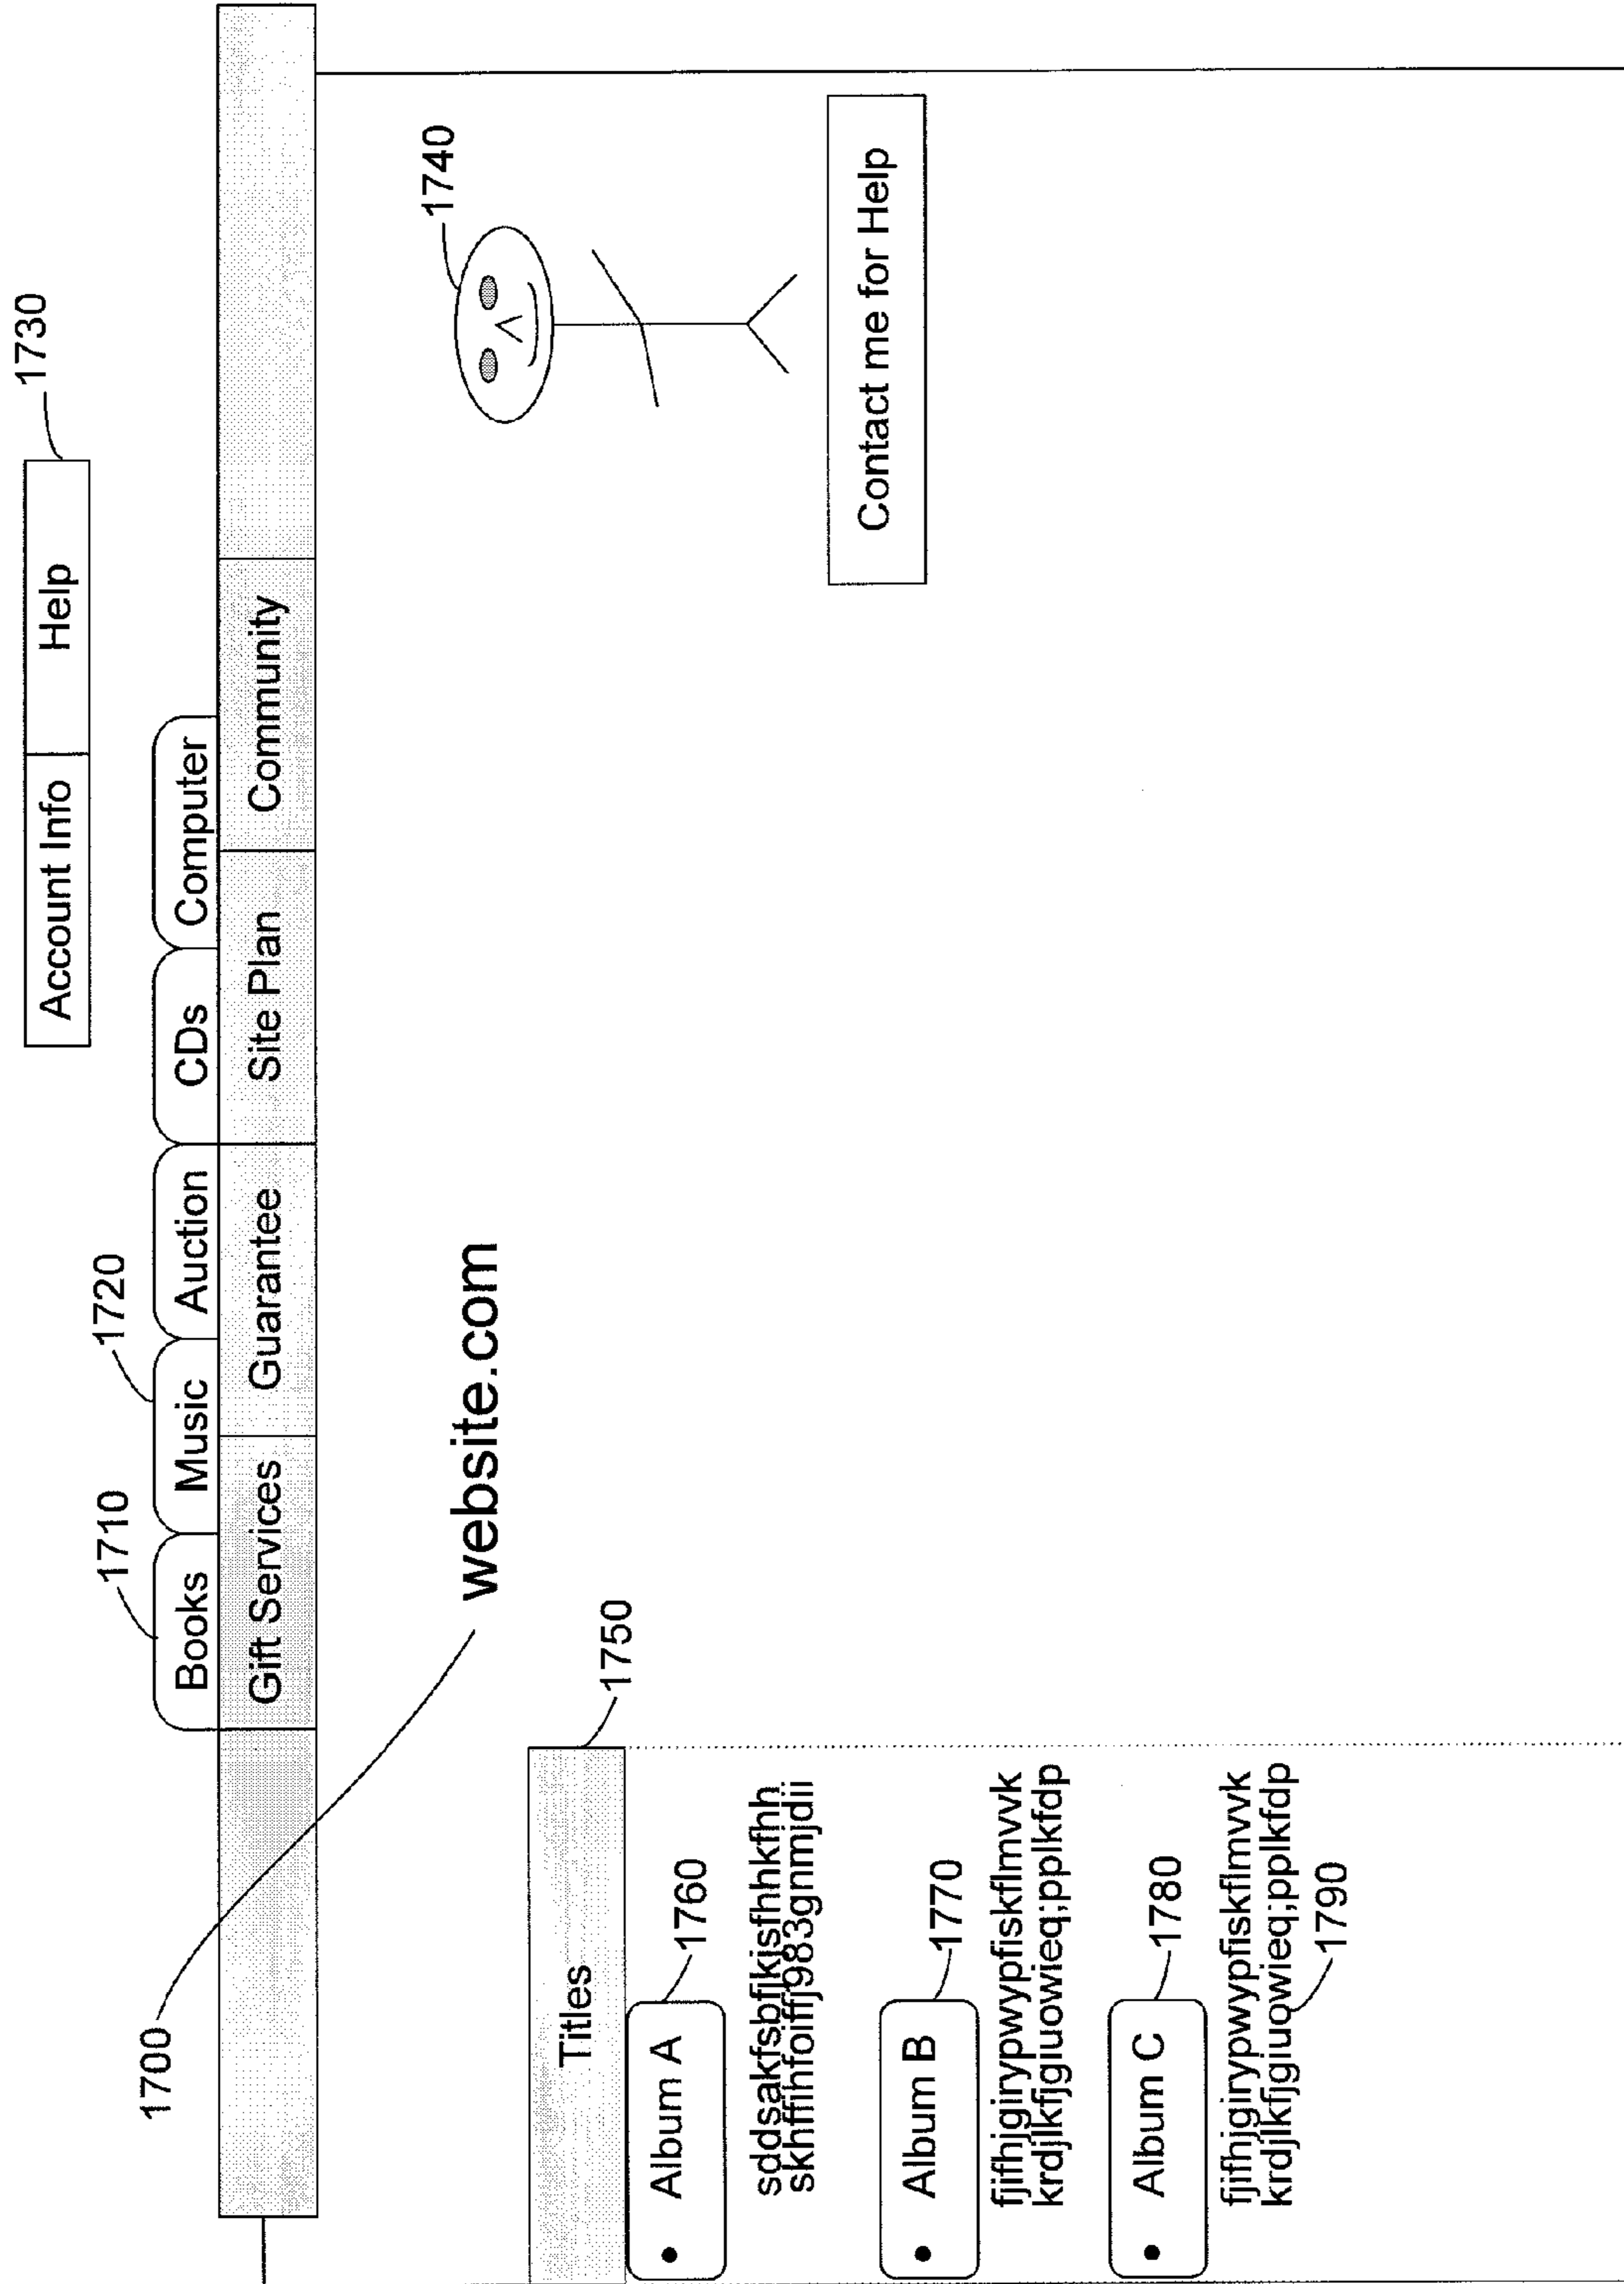 1730
Account Info Help
1710
1720
Books Music Auction CDs Computer
1700
Gift Services Guarantee Site Plan Community
1740
website.com
1750
Titles
• Album A
1760
sddsakfsbfjkjsfhhkfhh
skhffihfoiffj983gnmjdii
Contact me for Help
• Album B
1770
fjifhjgirypwypfiskflmvvk
krdjlkfjgiuowieq;pplkfdp
• Album C
1780
fjifhjgirypwypfiskflmvvk
krdjlkfjgiuowieq;pplkfdp
1790